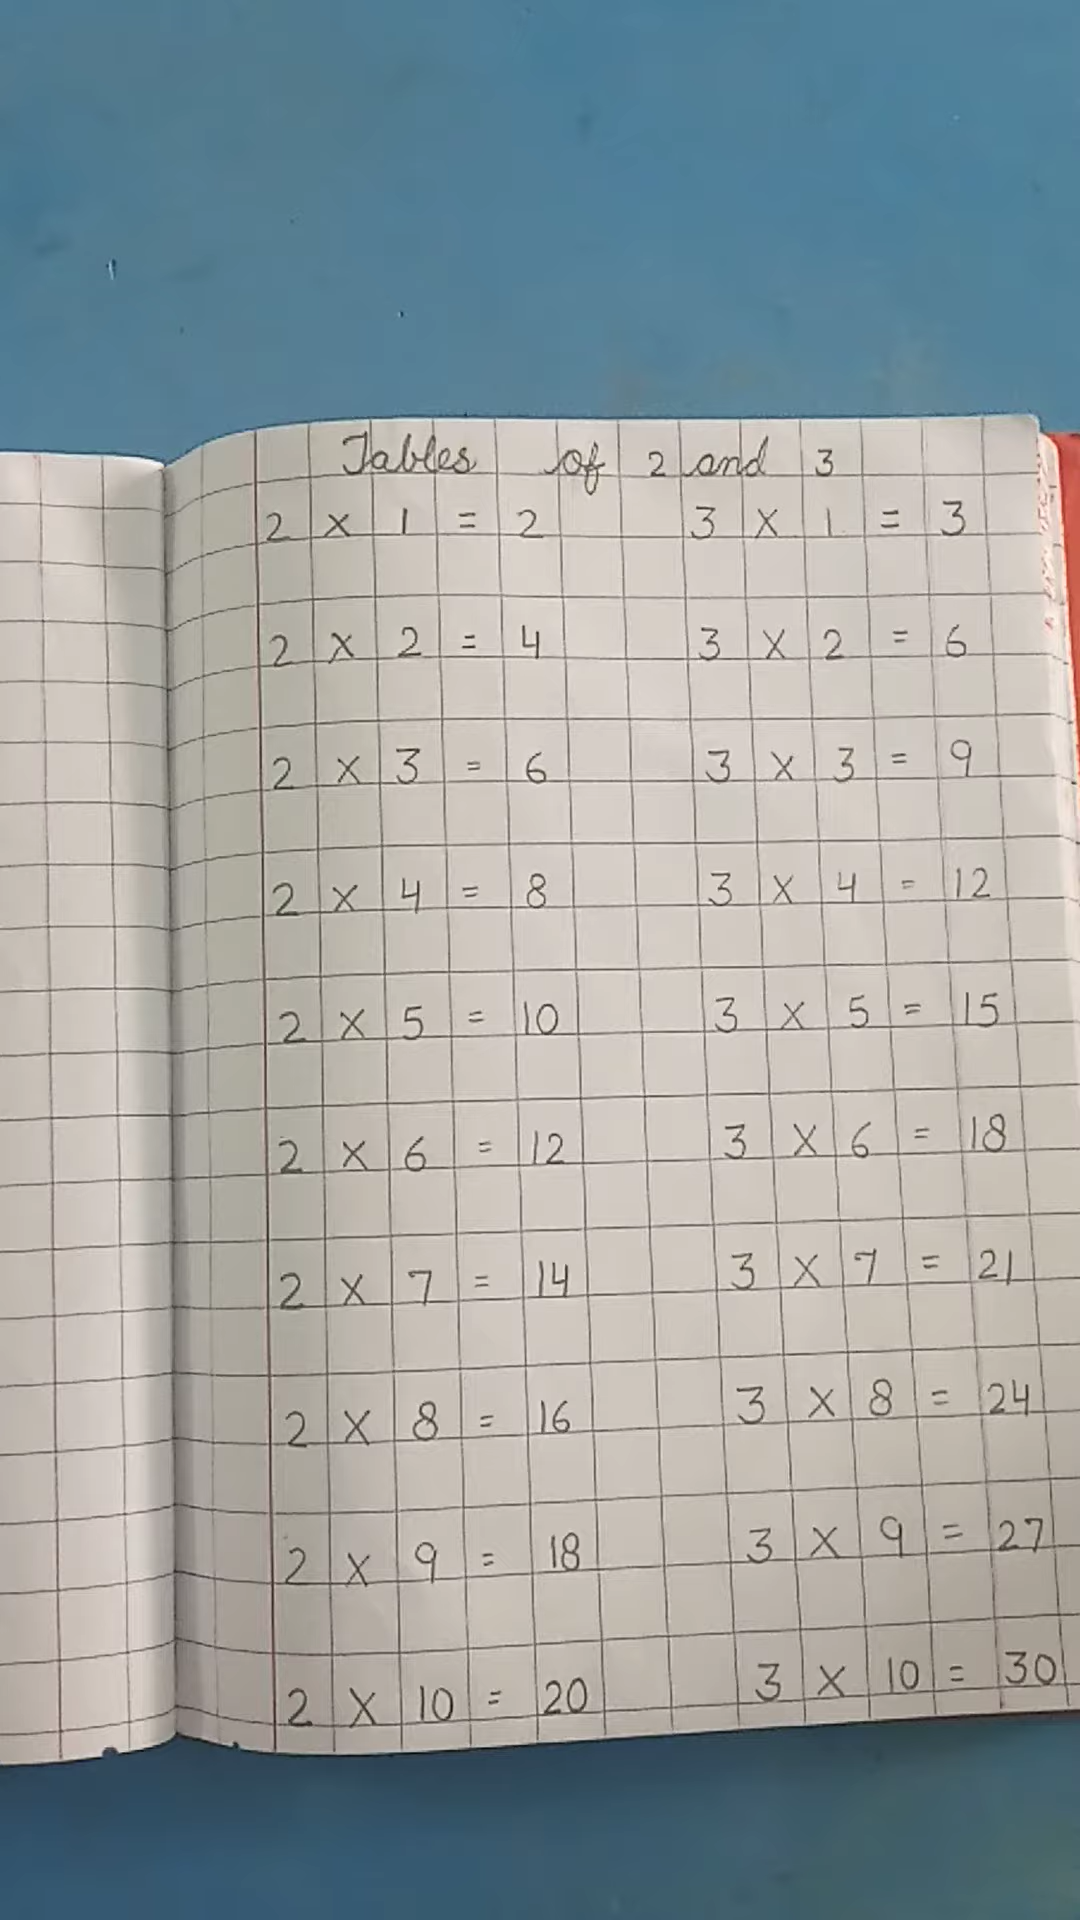 Tables of 2 and 3
2 x 1 = 2 3 x 1 = 3
2 x 2 = 4 3 x 2 = 6
2 x 3 = 6 3 x 3 = 9
2 x 4 = 8 3 x 4 = 12
2 x 5 = 10 3 x 5 = 15
2 x 6 = 12 3 x 6 = 18
2 x 7 = 14 3 x 7 = 21
2 x 8 = 16 3 x 8 = 24
2 x 9 = 18 3 x 9 = 27
2 x 10 = 20 3 x 10 = 30